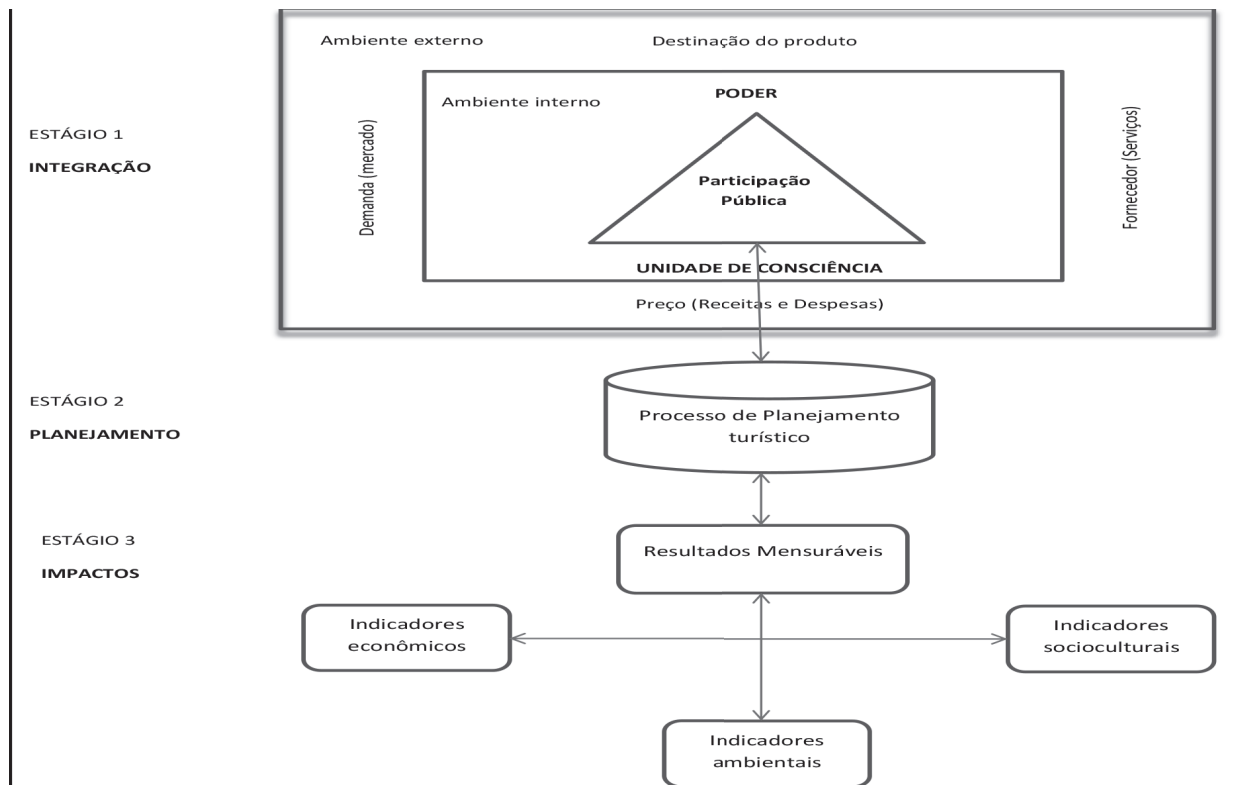 Ambiente externo
Destinação do produto
Ambiente interno
PODER
ESTÁGIO 1
INTEGRAÇÃO
Demanda (mercado)
Participação
Pública
Fornecedor (Serviços)
UNIDADE DE CONSCIÊNCIA
Preço (Receitas e Despesas)
ESTÁGIO 2
PLANEJAMENTO
Processo de Planejamento
turístico
ESTÁGIO 3
IMPACTOS
Resultados Mensuráveis
Indicadores
econômicos
Indicadores
socioculturais
Indicadores
ambientais